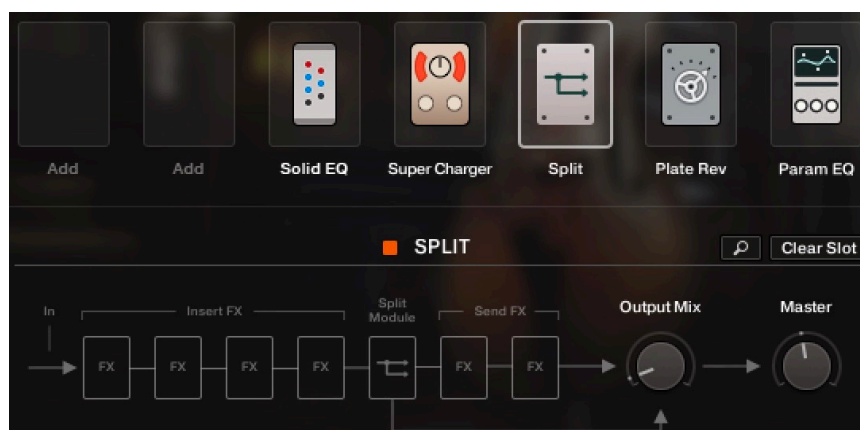 Add Add Solid EQ Super Charger Split Plate Rev Param EQ
SPLIT Clear Slot
In Insert FX Split Module Send FX Output Mix Master
FX FX FX FX FX FX